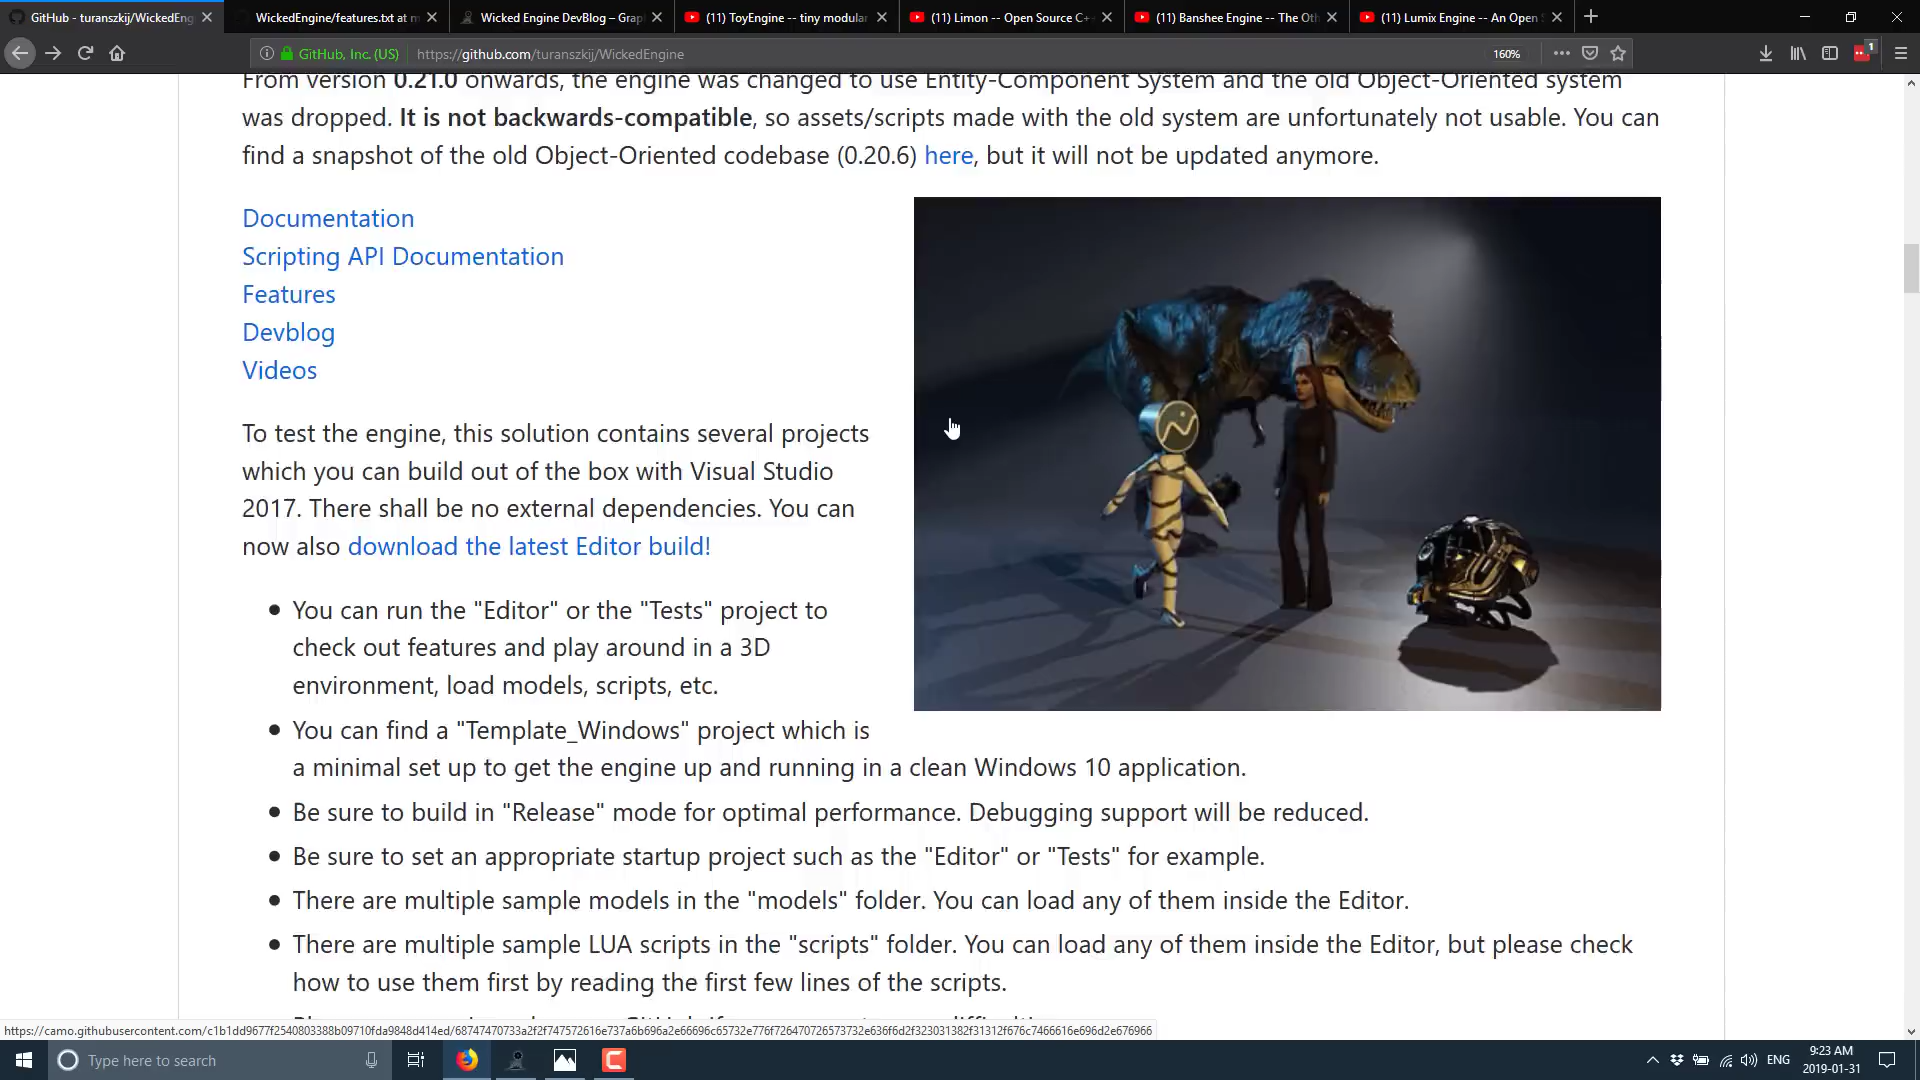 GitHub - turanszkij/WickedEng
WickedEngine/features.txt at m
Wicked Engine DevBlog – Grap
(11) ToyEngine -- tiny modular
(11) Limon -- Open Source C+
(11) Banshee Engine -- The Oth
(11) Lumix Engine -- An Open S
GitHub, Inc. (US)
https://github.com/turanszkij/WickedEngine
160%
1
From version 0.21.0 onwards, the engine was changed to use Entity-Component System and the old Object-Oriented system
was dropped. It is not backwards-compatible, so assets/scripts made with the old system are unfortunately not usable. You can
find a snapshot of the old Object-Oriented codebase (0.20.6) here, but it will not be updated anymore.
Documentation
Scripting API Documentation
Features
Devblog
Videos
To test the engine, this solution contains several projects
which you can build out of the box with Visual Studio
2017. There shall be no external dependencies. You can
now also download the latest Editor build!
You can run the "Editor" or the "Tests" project to
check out features and play around in a 3D
environment, load models, scripts, etc.
You can find a "Template_Windows" project which is
a minimal set up to get the engine up and running in a clean Windows 10 application.
Be sure to build in "Release" mode for optimal performance. Debugging support will be reduced.
Be sure to set an appropriate startup project such as the "Editor" or "Tests" for example.
There are multiple sample models in the "models" folder. You can load any of them inside the Editor.
There are multiple sample LUA scripts in the "scripts" folder. You can load any of them inside the Editor, but please check
how to use them first by reading the first few lines of the scripts.
Type here to search
ENG
9:23 AM
2019-01-31